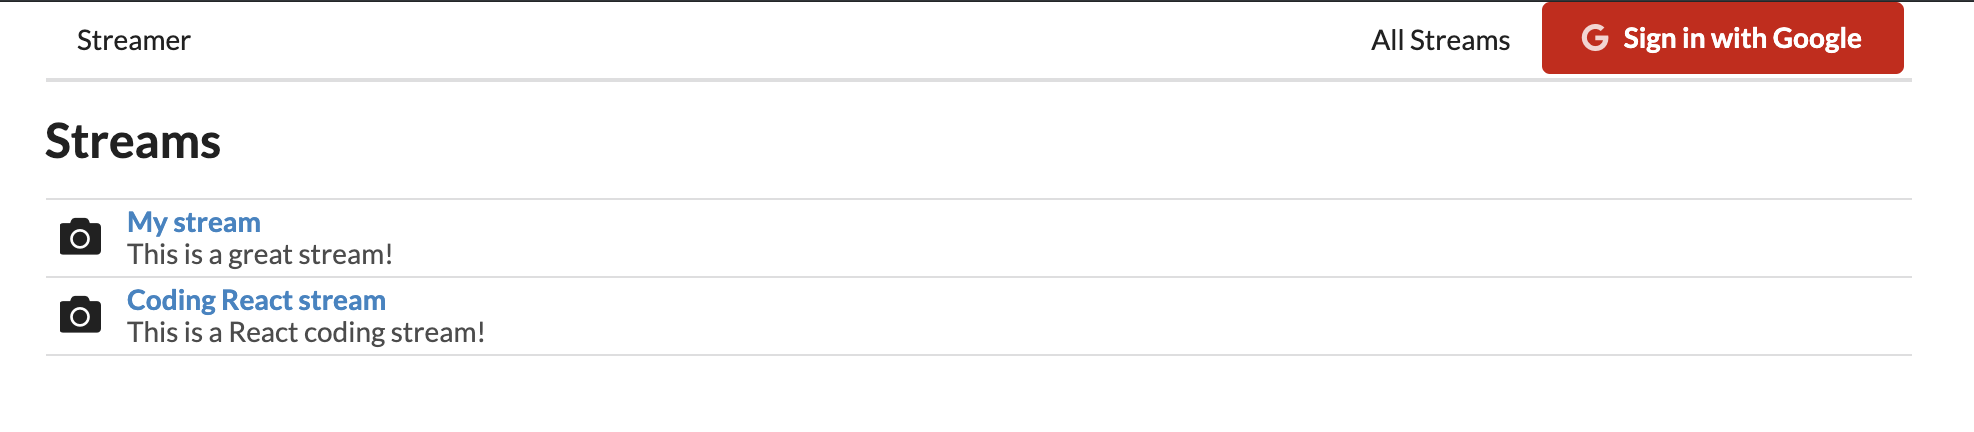 Streamer
All Streams
Sign in with Google
Streams
My stream
This is a great stream!
Coding React stream
This is a React coding stream!